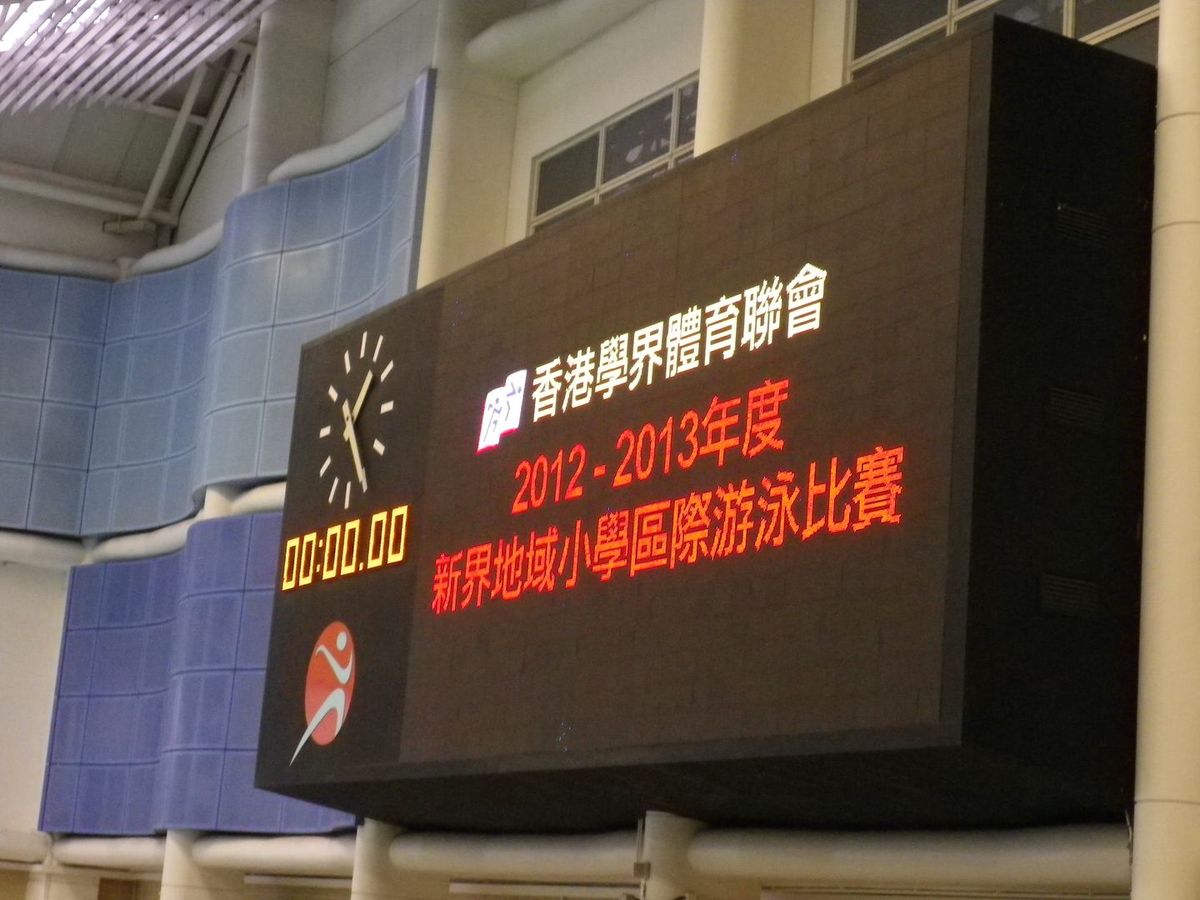 香港學界體育聯會
2012 - 2013年度
新界地域小學區際游泳比賽
00:00.00